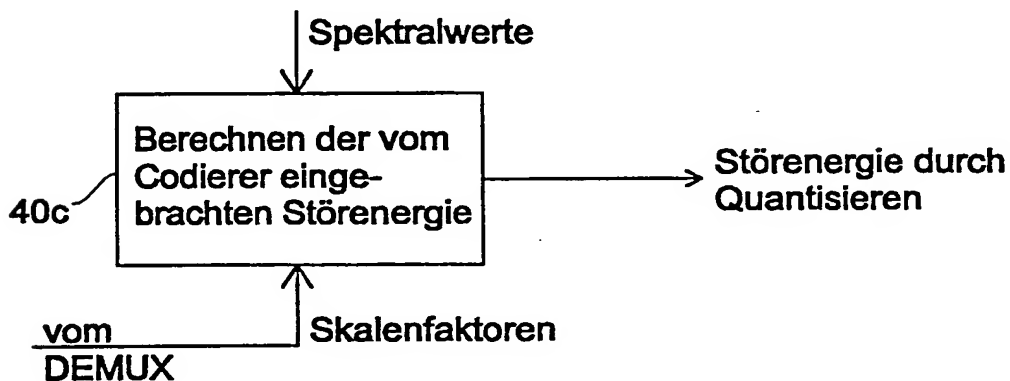 Spektralwerte
Berechnen der vom
Codierer einge-
brachten Störenergie
40c
Störenergie durch
Quantisieren
vom
DEMUX
Skalenfaktoren